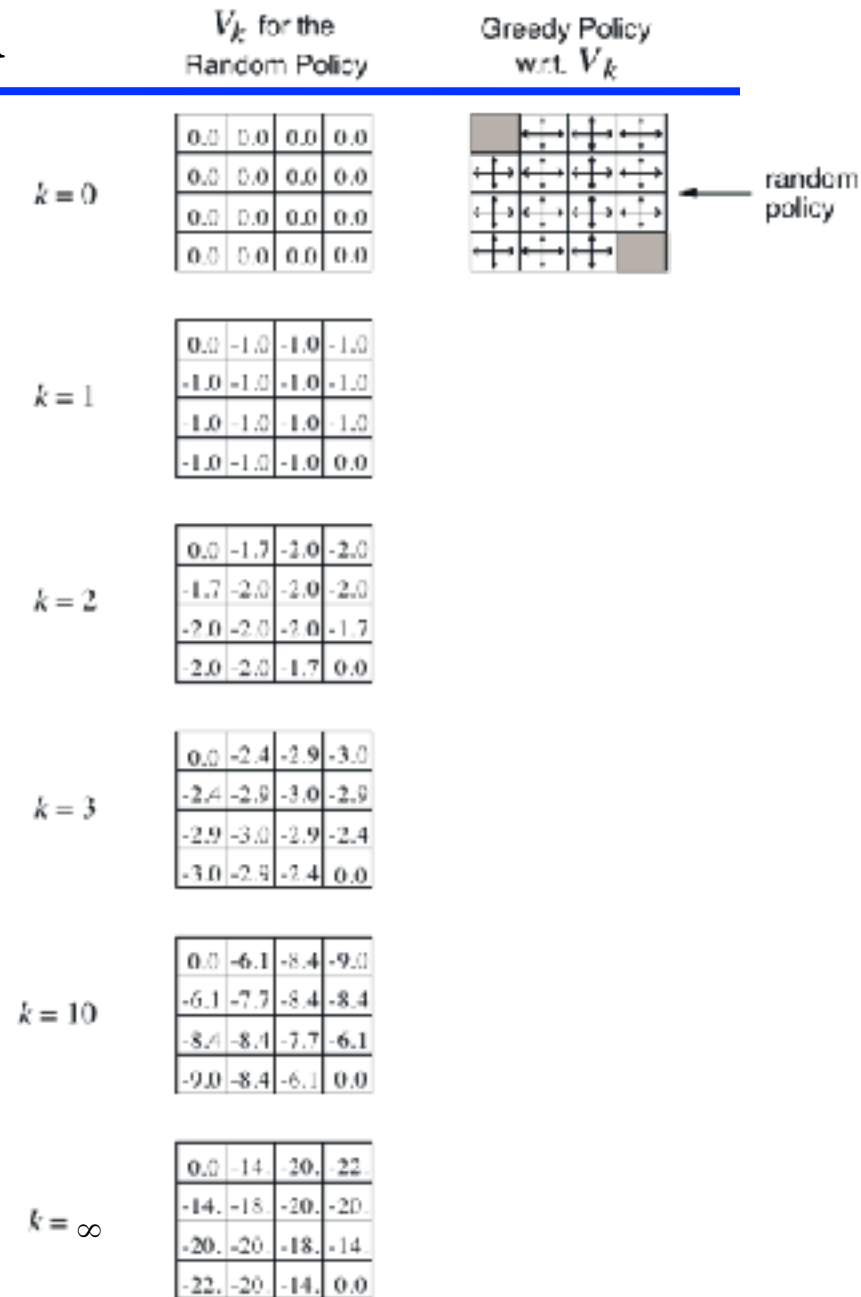 V_k for the
Random Policy
Greedy Policy
w.r.t. V_k
k = 0
0.0 0.0 0.0 0.0
0.0 0.0 0.0 0.0
0.0 0.0 0.0 0.0
0.0 0.0 0.0 0.0
random
policy
k = 1
0.0 -1.0 -1.0 -1.0
-1.0 -1.0 -1.0 -1.0
-1.0 -1.0 -1.0 -1.0
-1.0 -1.0 -1.0 0.0
k = 2
0.0 -1.7 -2.0 -2.0
-1.7 -2.0 -2.0 -2.0
-2.0 -2.0 -2.0 -1.7
-2.0 -2.0 -1.7 0.0
k = 3
0.0 -2.4 -2.9 -3.0
-2.4 -2.9 -3.0 -2.9
-2.9 -3.0 -2.9 -2.4
-3.0 -2.9 -2.4 0.0
k = 10
0.0 -6.1 -8.4 -9.0
-6.1 -7.7 -8.4 -8.4
-8.4 -8.4 -7.7 -6.1
-9.0 -8.4 -6.1 0.0
k = ∞
0.0 -14. -20. -22.
-14. -18. -20. -20.
-20. -20. -18. -14.
-22. -20. -14. 0.0